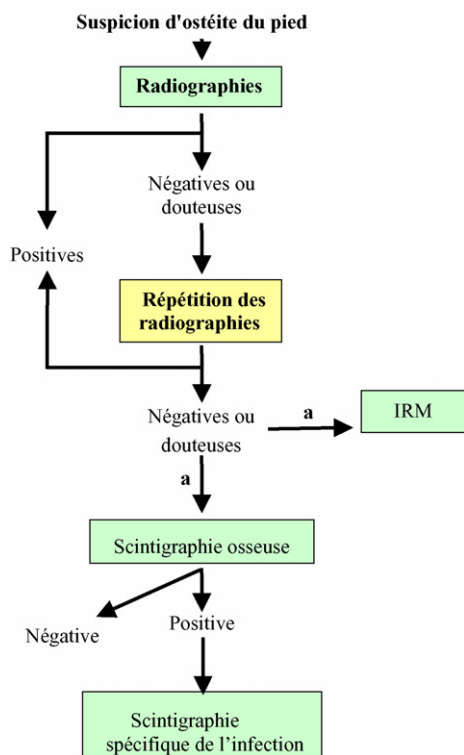 Suspicion d'ostéite du pied
Radiographies
Négatives ou
douteuses
Positives
Répétition des
radiographies
Négatives ou
douteuses
a
IRM
a
Scintigraphie osseuse
Négative
Positive
Scintigraphie
spécifique de l'infection